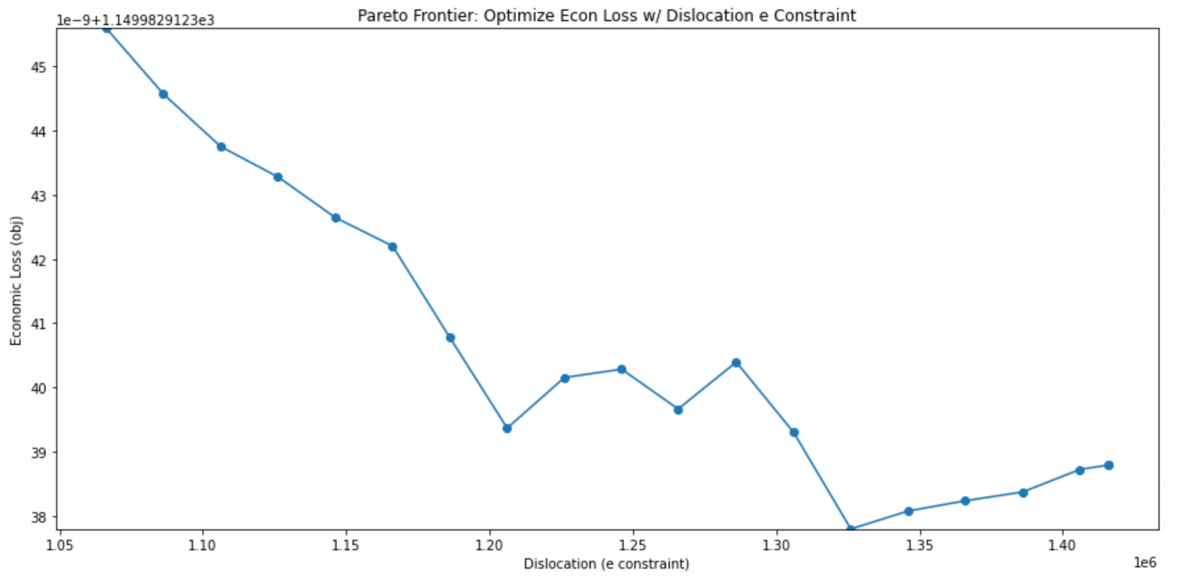 Pareto Frontier: Optimize Econ Loss w/ Dislocation e Constraint
1e−9+1.1499829123e3
45
44
43
42
41
40
39
38
Economic Loss (obj)
1.05 1.10 1.15 1.20 1.25 1.30 1.35 1.40
1e6
Dislocation (e constraint)